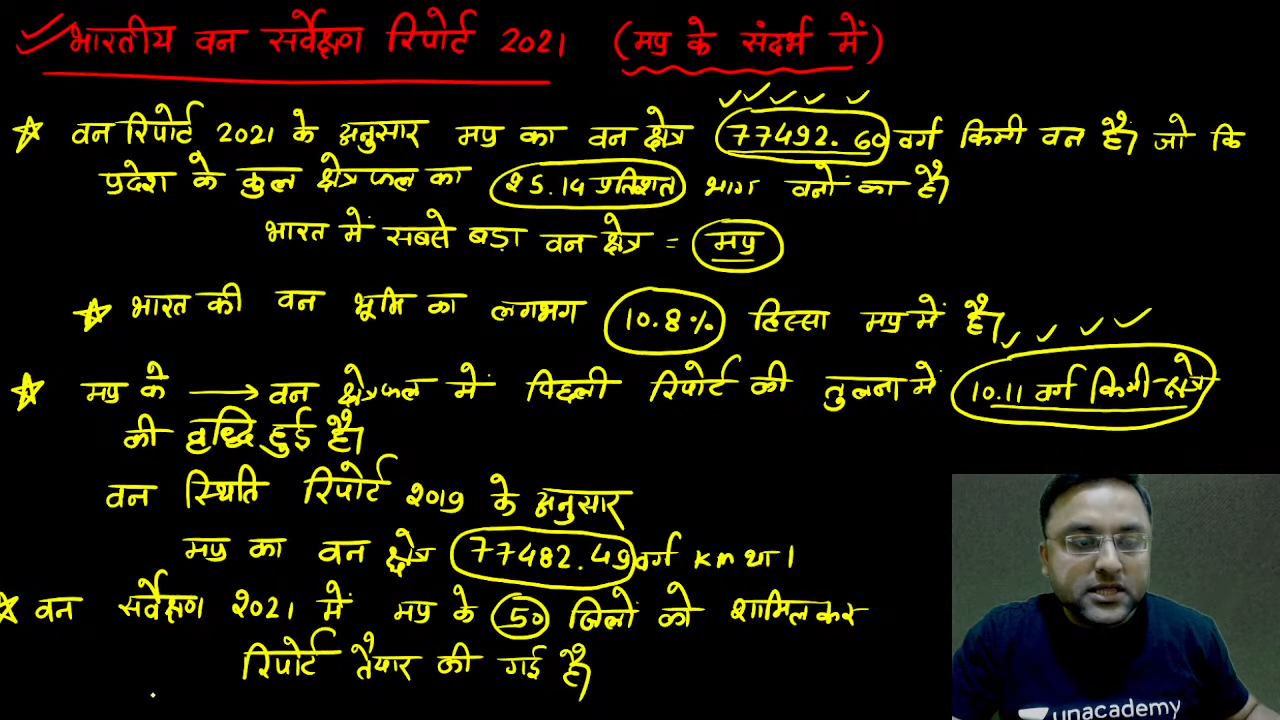 भारतीय वन सर्वेक्षण रिपोर्ट 2021 (मप्र के संदर्भ में)
वन रिपोर्ट 2021 के अनुसार मप्र का वन क्षेत्र 77492.60 वर्ग किमी वन है। जो कि
प्रदेश के कुल क्षेत्रफल का 25.14 प्रतिशत भाग वनों का है।
भारत में सबसे बड़ा वन क्षेत्र = मप्र
भारत की वन भूमि का लगभग 10.8% हिस्सा मप्र में है।
मप्र के → वन क्षेत्रफल में पिछली रिपोर्ट की तुलना में 10.11 वर्ग किमी-क्षेत्र
की वृद्धि हुई है।
वन स्थिति रिपोर्ट 2019 के अनुसार
मप्र का वन क्षेत्र 77482.49 वर्ग km था।
वन सर्वेक्षण 2021 में मप्र के 50 जिलों को शामिल कर
रिपोर्ट तैयार की गई है।
unacademy